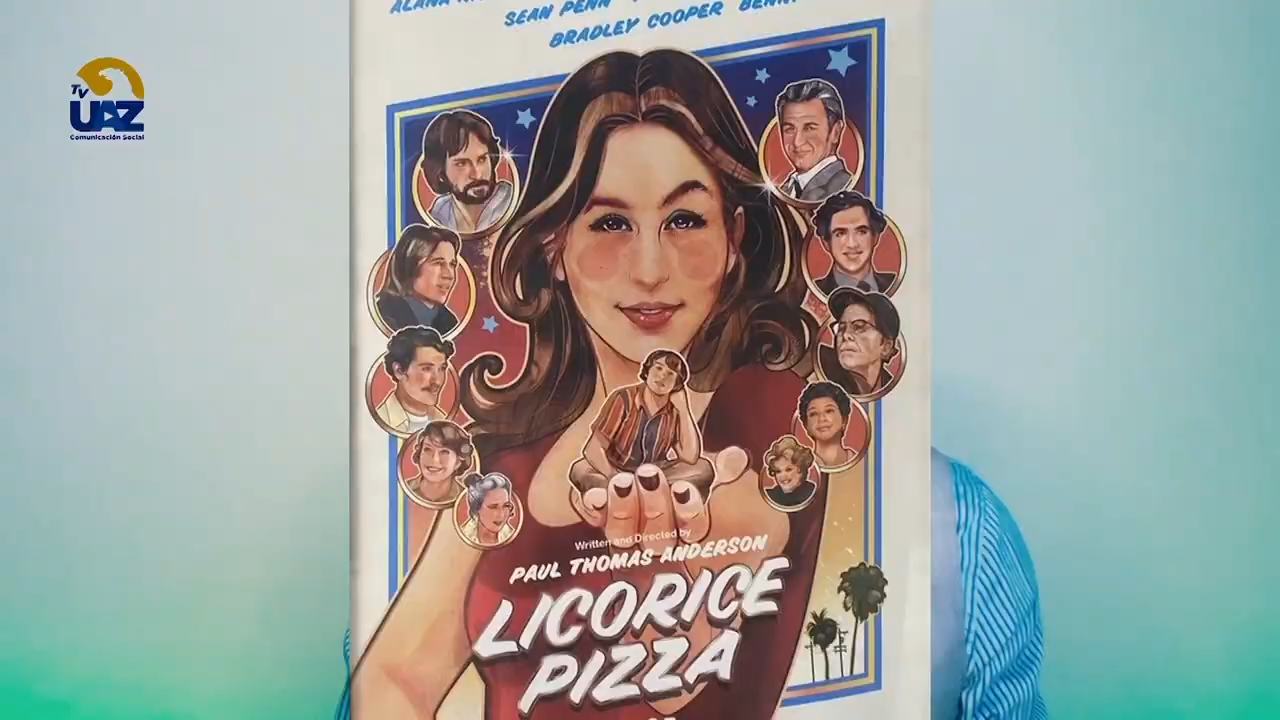 TV
UAZ
Comunicación Social
SEAN PENN
BRADLEY COOPER
Written and Directed by
PAUL THOMAS ANDERSON
LICORICE
PIZZA